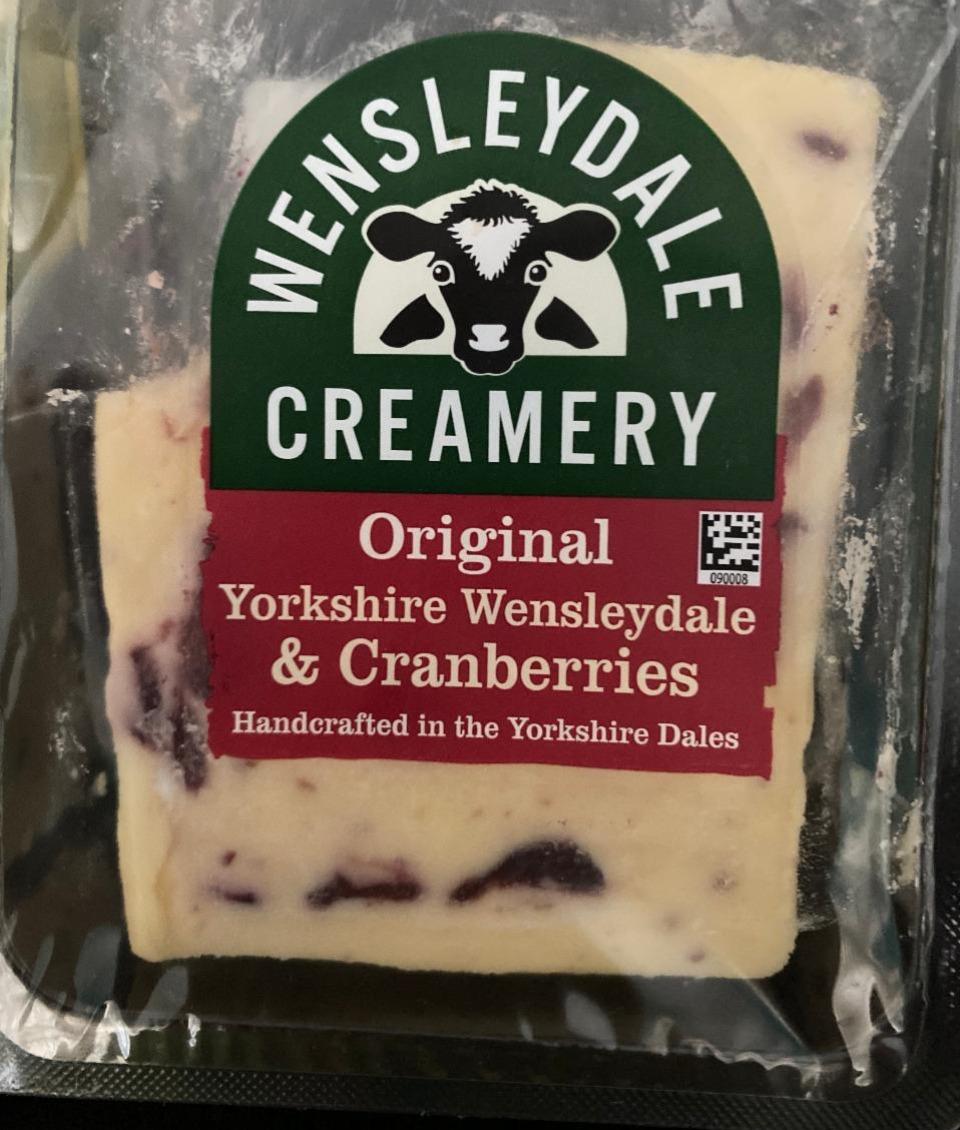 WENSLEYDALE
CREAMERY
Original
090008
Yorkshire Wensleydale
& Cranberries
Handcrafted in the Yorkshire Dales